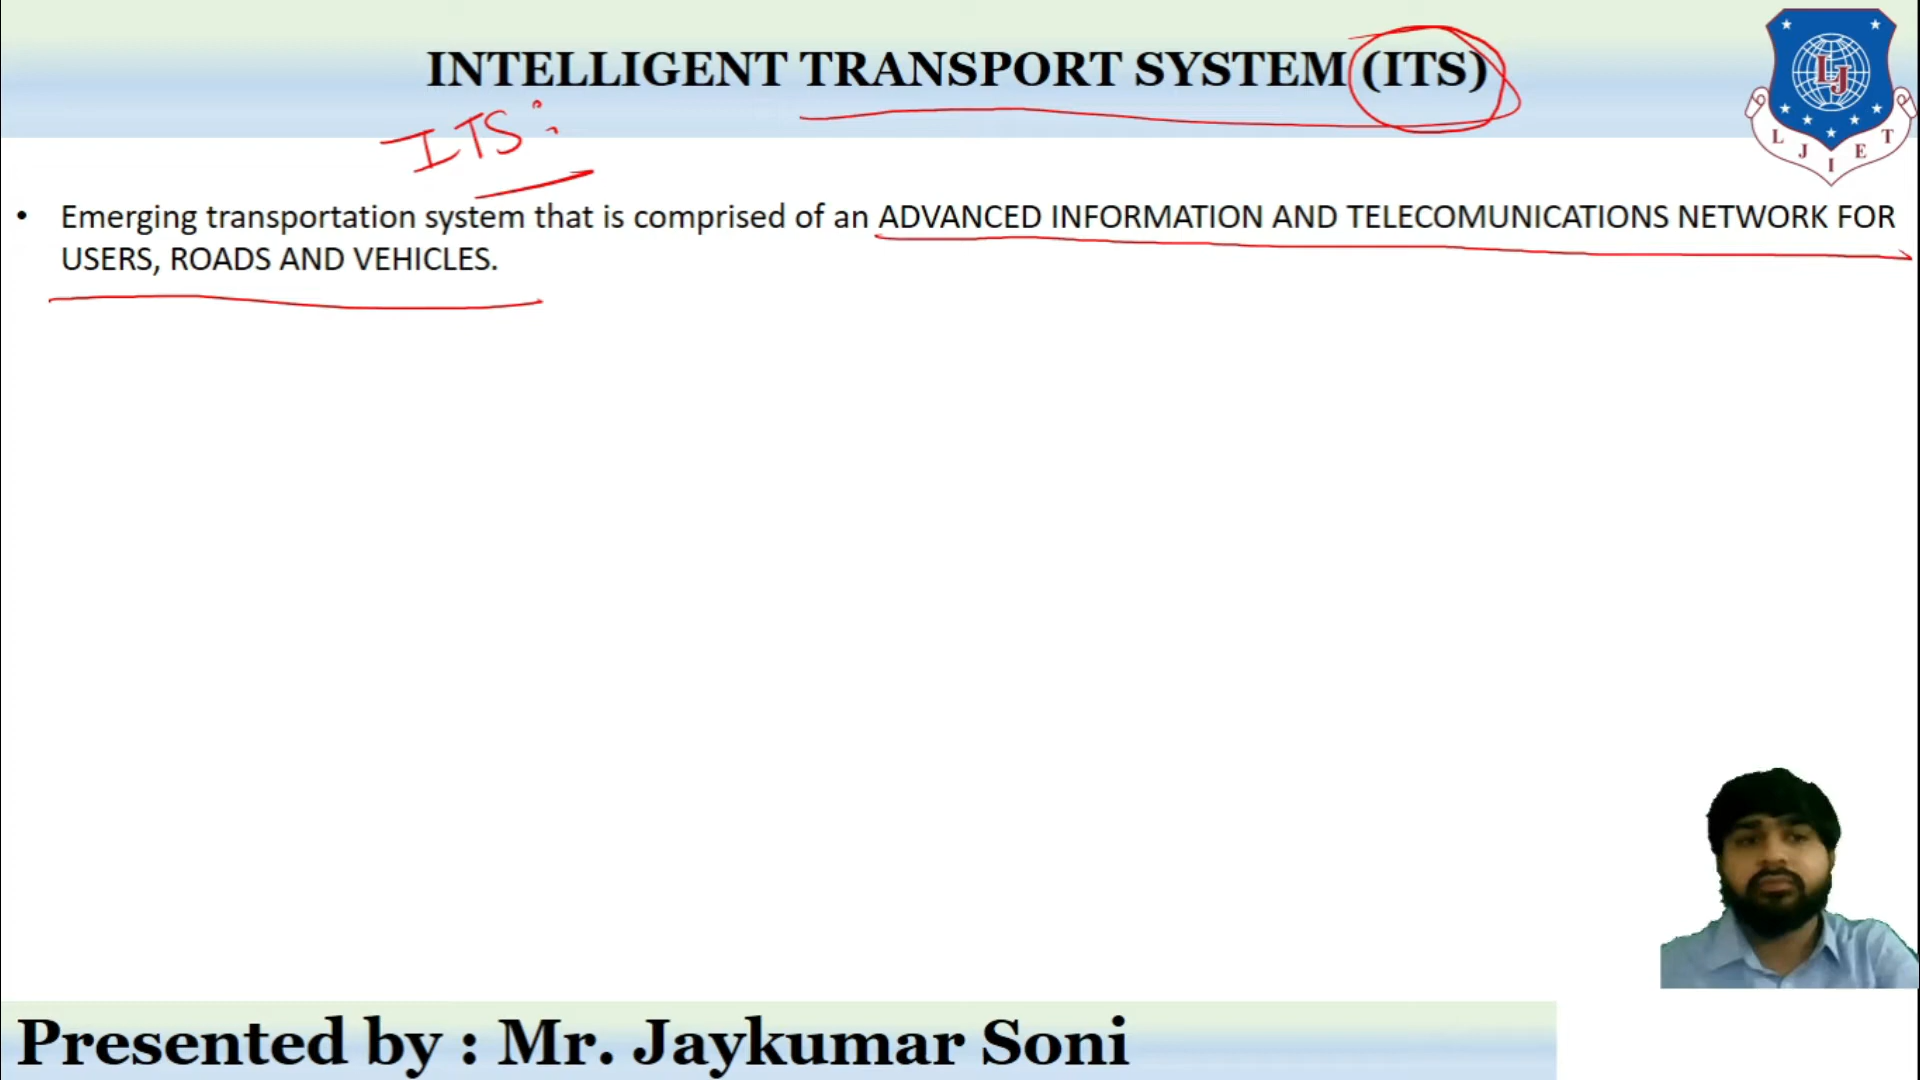 INTELLIGENT TRANSPORT SYSTEM (ITS)
LJ
L J I E T
ITS:
• Emerging transportation system that is comprised of an ADVANCED INFORMATION AND TELECOMUNICATIONS NETWORK FOR
USERS, ROADS AND VEHICLES.
Presented by : Mr. Jaykumar Soni